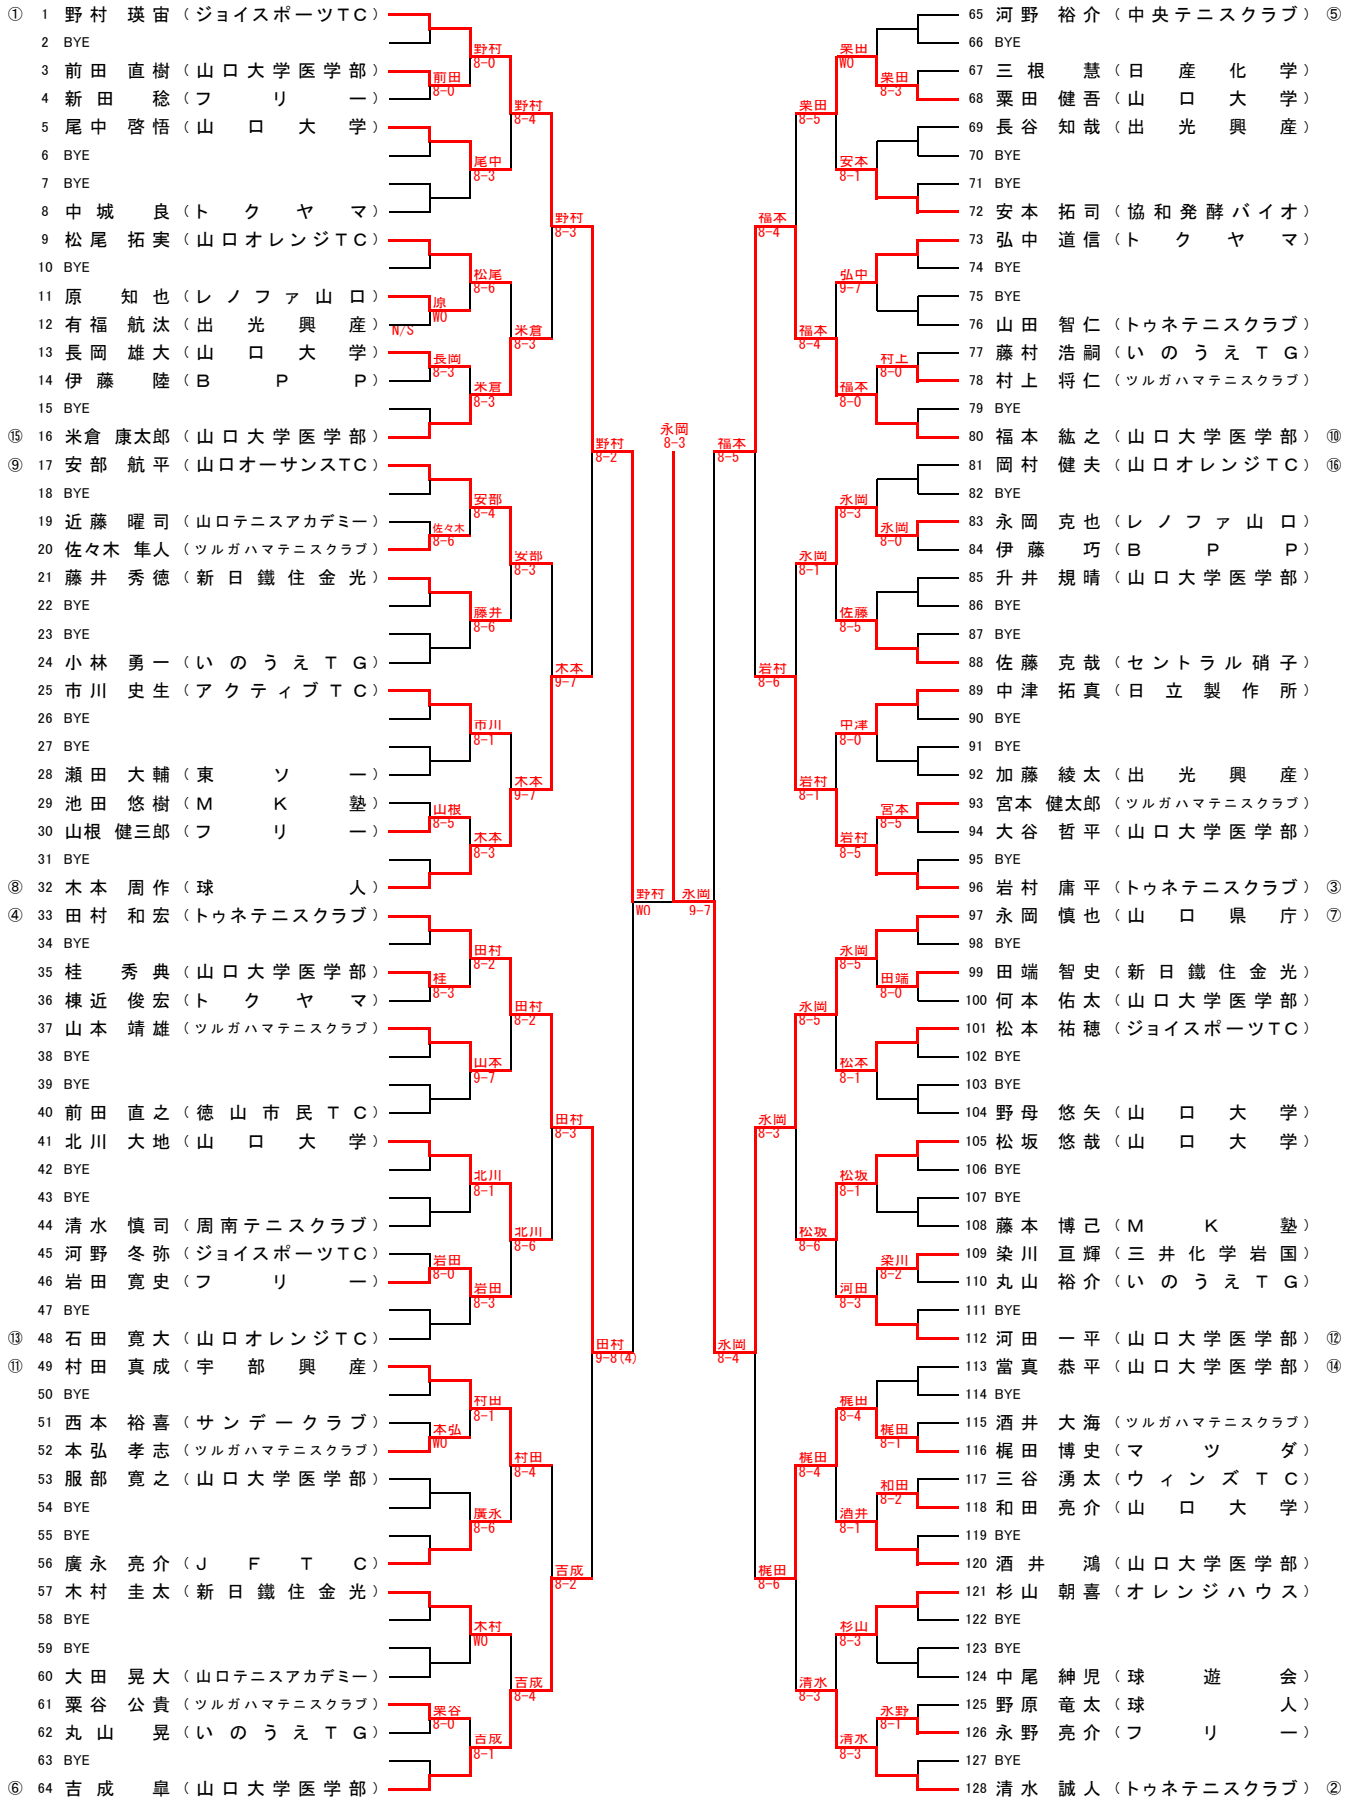 ① 1 野村 瑛宙 (ジョイスポーツTC)
2 BYE
3 前田 直樹 (山口大学医学部)
4 新田 稔 (フリー)
5 尾中 啓悟 (山口大学)
6 BYE
7 BYE
8 中城 良 (トクヤマ)
9 松尾 拓実 (山口オレンジTC)
10 BYE
11 原 知也 (レノファ山口)
12 有福 航汰 (出光興産)
13 長岡 雄大 (山口大学)
14 伊藤 陸 (BPP)
15 BYE
⑮ 16 米倉 康太郎 (山口大学医学部)
⑨ 17 安部 航平 (山口オーサンスTC)
18 BYE
19 近藤 曜司 (山口テニスアカデミー)
20 佐々木 隼人 (ツルガハマテニスクラブ)
21 藤井 秀徳 (新日鐵住金光)
22 BYE
23 BYE
24 小林 勇一 (いのうえTG)
25 市川 史生 (アクティブTC)
26 BYE
27 BYE
28 瀬田 大輔 (東ソー)
29 池田 悠樹 (MK塾)
30 山根 健三郎 (フリー)
31 BYE
⑧ 32 木本 周作 (球人)
④ 33 田村 和宏 (トゥネテニスクラブ)
34 BYE
35 桂 秀典 (山口大学医学部)
36 棟近 俊宏 (トクヤマ)
37 山本 靖雄 (ツルガハマテニスクラブ)
38 BYE
39 BYE
40 前田 直之 (徳山市民TC)
41 北川 大地 (山口大学)
42 BYE
43 BYE
44 清水 慎司 (周南テニスクラブ)
45 河野 冬弥 (ジョイスポーツTC)
46 岩田 寛史 (フリー)
47 BYE
⑬ 48 石田 寛大 (山口オレンジTC)
⑪ 49 村田 真成 (宇部興産)
50 BYE
51 西本 裕喜 (サンデークラブ)
52 本弘 孝志 (ツルガハマテニスクラブ)
53 服部 寛之 (山口大学医学部)
54 BYE
55 BYE
56 廣永 亮介 (JFTC)
57 木村 圭太 (新日鐵住金光)
58 BYE
59 BYE
60 大田 晃大 (山口テニスアカデミー)
61 粟谷 公貴 (ツルガハマテニスクラブ)
62 丸山 晃 (いのうえTG)
63 BYE
⑥ 64 吉成 皐 (山口大学医学部)
前田
8-0
N/S
原
WO
長岡
8-3
佐々木
8-6
山根
8-5
桂
8-3
岩田
8-0
本弘
WO
粟谷
8-0
野村
8-0
尾中
8-3
松尾
8-6
米倉
8-3
安部
8-4
藤井
8-6
市川
8-1
木本
8-3
田村
8-2
山本
9-7
北川
8-1
岩田
8-3
村田
8-1
廣永
8-6
木村
WO
吉成
8-1
野村
8-4
米倉
8-3
安部
8-3
木本
9-7
田村
8-2
北川
8-6
村田
8-4
吉成
8-4
野村
8-3
木本
9-7
田村
8-3
吉成
8-2
野村
8-2
田村
9-8(4)
野村
WO
永岡
8-3
永岡
9-7
福本
8-5
永岡
8-4
福本
8-4
岩村
8-6
永岡
8-3
梶田
8-6
粟田
8-5
福本
8-4
永岡
8-1
岩村
8-1
永岡
8-5
松坂
8-6
梶田
8-4
清水
8-3
粟田
WO
安本
8-1
弘中
9-7
福本
8-0
永岡
8-3
佐藤
8-5
中津
8-0
岩村
8-5
永岡
8-5
松本
8-1
松坂
8-1
河田
8-3
梶田
8-4
酒井
8-1
杉山
8-3
清水
8-3
粟田
8-3
村上
8-0
永岡
8-0
宮本
8-5
田端
8-0
染川
8-2
梶田
8-1
和田
8-2
永野
8-1
65 河野 裕介 (中央テニスクラブ) ⑤
66 BYE
67 三根 慧 (日産化学)
68 粟田 健吾 (山口大学)
69 長谷 知哉 (出光興産)
70 BYE
71 BYE
72 安本 拓司 (協和発酵バイオ)
73 弘中 道信 (トクヤマ)
74 BYE
75 BYE
76 山田 智仁 (トゥネテニスクラブ)
77 藤村 浩嗣 (いのうえTG)
78 村上 将仁 (ツルガハマテニスクラブ)
79 BYE
80 福本 紘之 (山口大学医学部) ⑩
81 岡村 健夫 (山口オレンジTC) ⑯
82 BYE
83 永岡 克也 (レノファ山口)
84 伊藤 巧 (BPP)
85 升井 規晴 (山口大学医学部)
86 BYE
87 BYE
88 佐藤 克哉 (セントラル硝子)
89 中津 拓真 (日立製作所)
90 BYE
91 BYE
92 加藤 綾太 (出光興産)
93 宮本 健太郎 (ツルガハマテニスクラブ)
94 大谷 哲平 (山口大学医学部)
95 BYE
96 岩村 庸平 (トゥネテニスクラブ) ③
97 永岡 慎也 (山口県庁) ⑦
98 BYE
99 田端 智史 (新日鐵住金光)
100 何本 佑太 (山口大学医学部)
101 松本 祐穂 (ジョイスポーツTC)
102 BYE
103 BYE
104 野母 悠矢 (山口大学)
105 松坂 悠哉 (山口大学)
106 BYE
107 BYE
108 藤本 博己 (MK塾)
109 染川 亘輝 (三井化学岩国)
110 丸山 裕介 (いのうえTG)
111 BYE
112 河田 一平 (山口大学医学部) ⑫
113 當真 恭平 (山口大学医学部) ⑭
114 BYE
115 酒井 大海 (ツルガハマテニスクラブ)
116 梶田 博史 (マツダ)
117 三谷 湧太 (ウィンズTC)
118 和田 亮介 (山口大学)
119 BYE
120 酒井 鴻 (山口大学医学部)
121 杉山 朝喜 (オレンジハウス)
122 BYE
123 BYE
124 中尾 紳児 (球遊会)
125 野原 竜太 (球人)
126 永野 亮介 (フリー)
127 BYE
128 清水 誠人 (トゥネテニスクラブ) ②